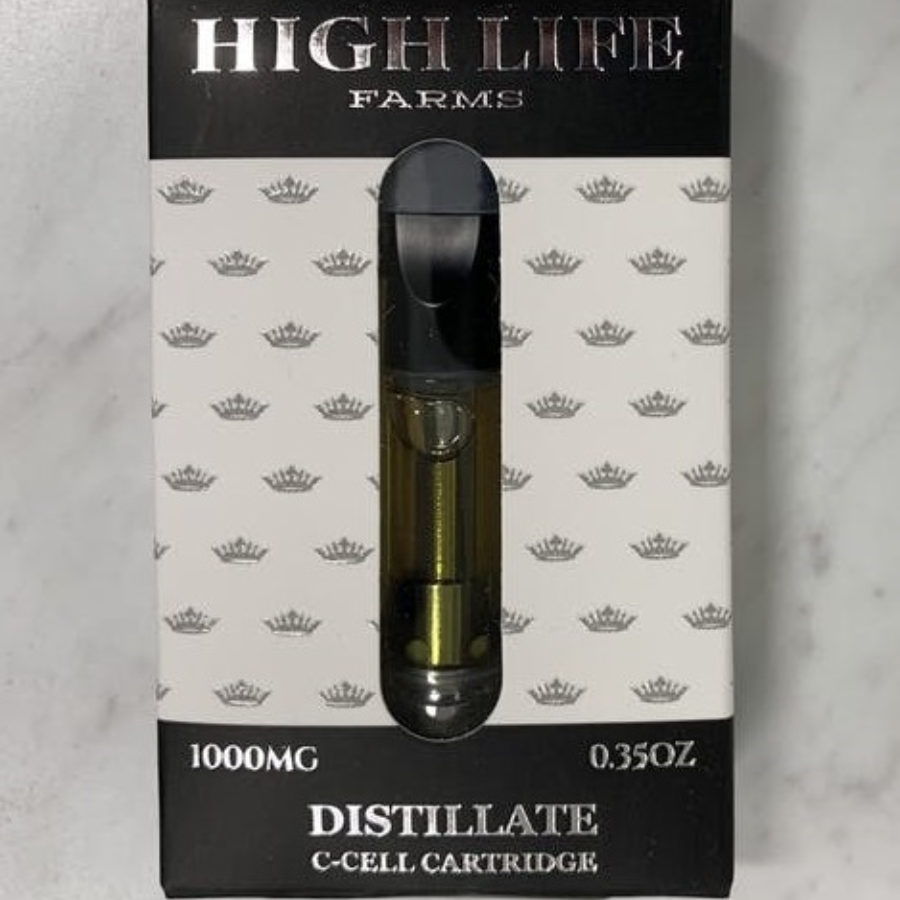 HIGH LIFE
FARMS
1000MG
0.35OZ
DISTILLATE
C-CELL CARTRIDGE